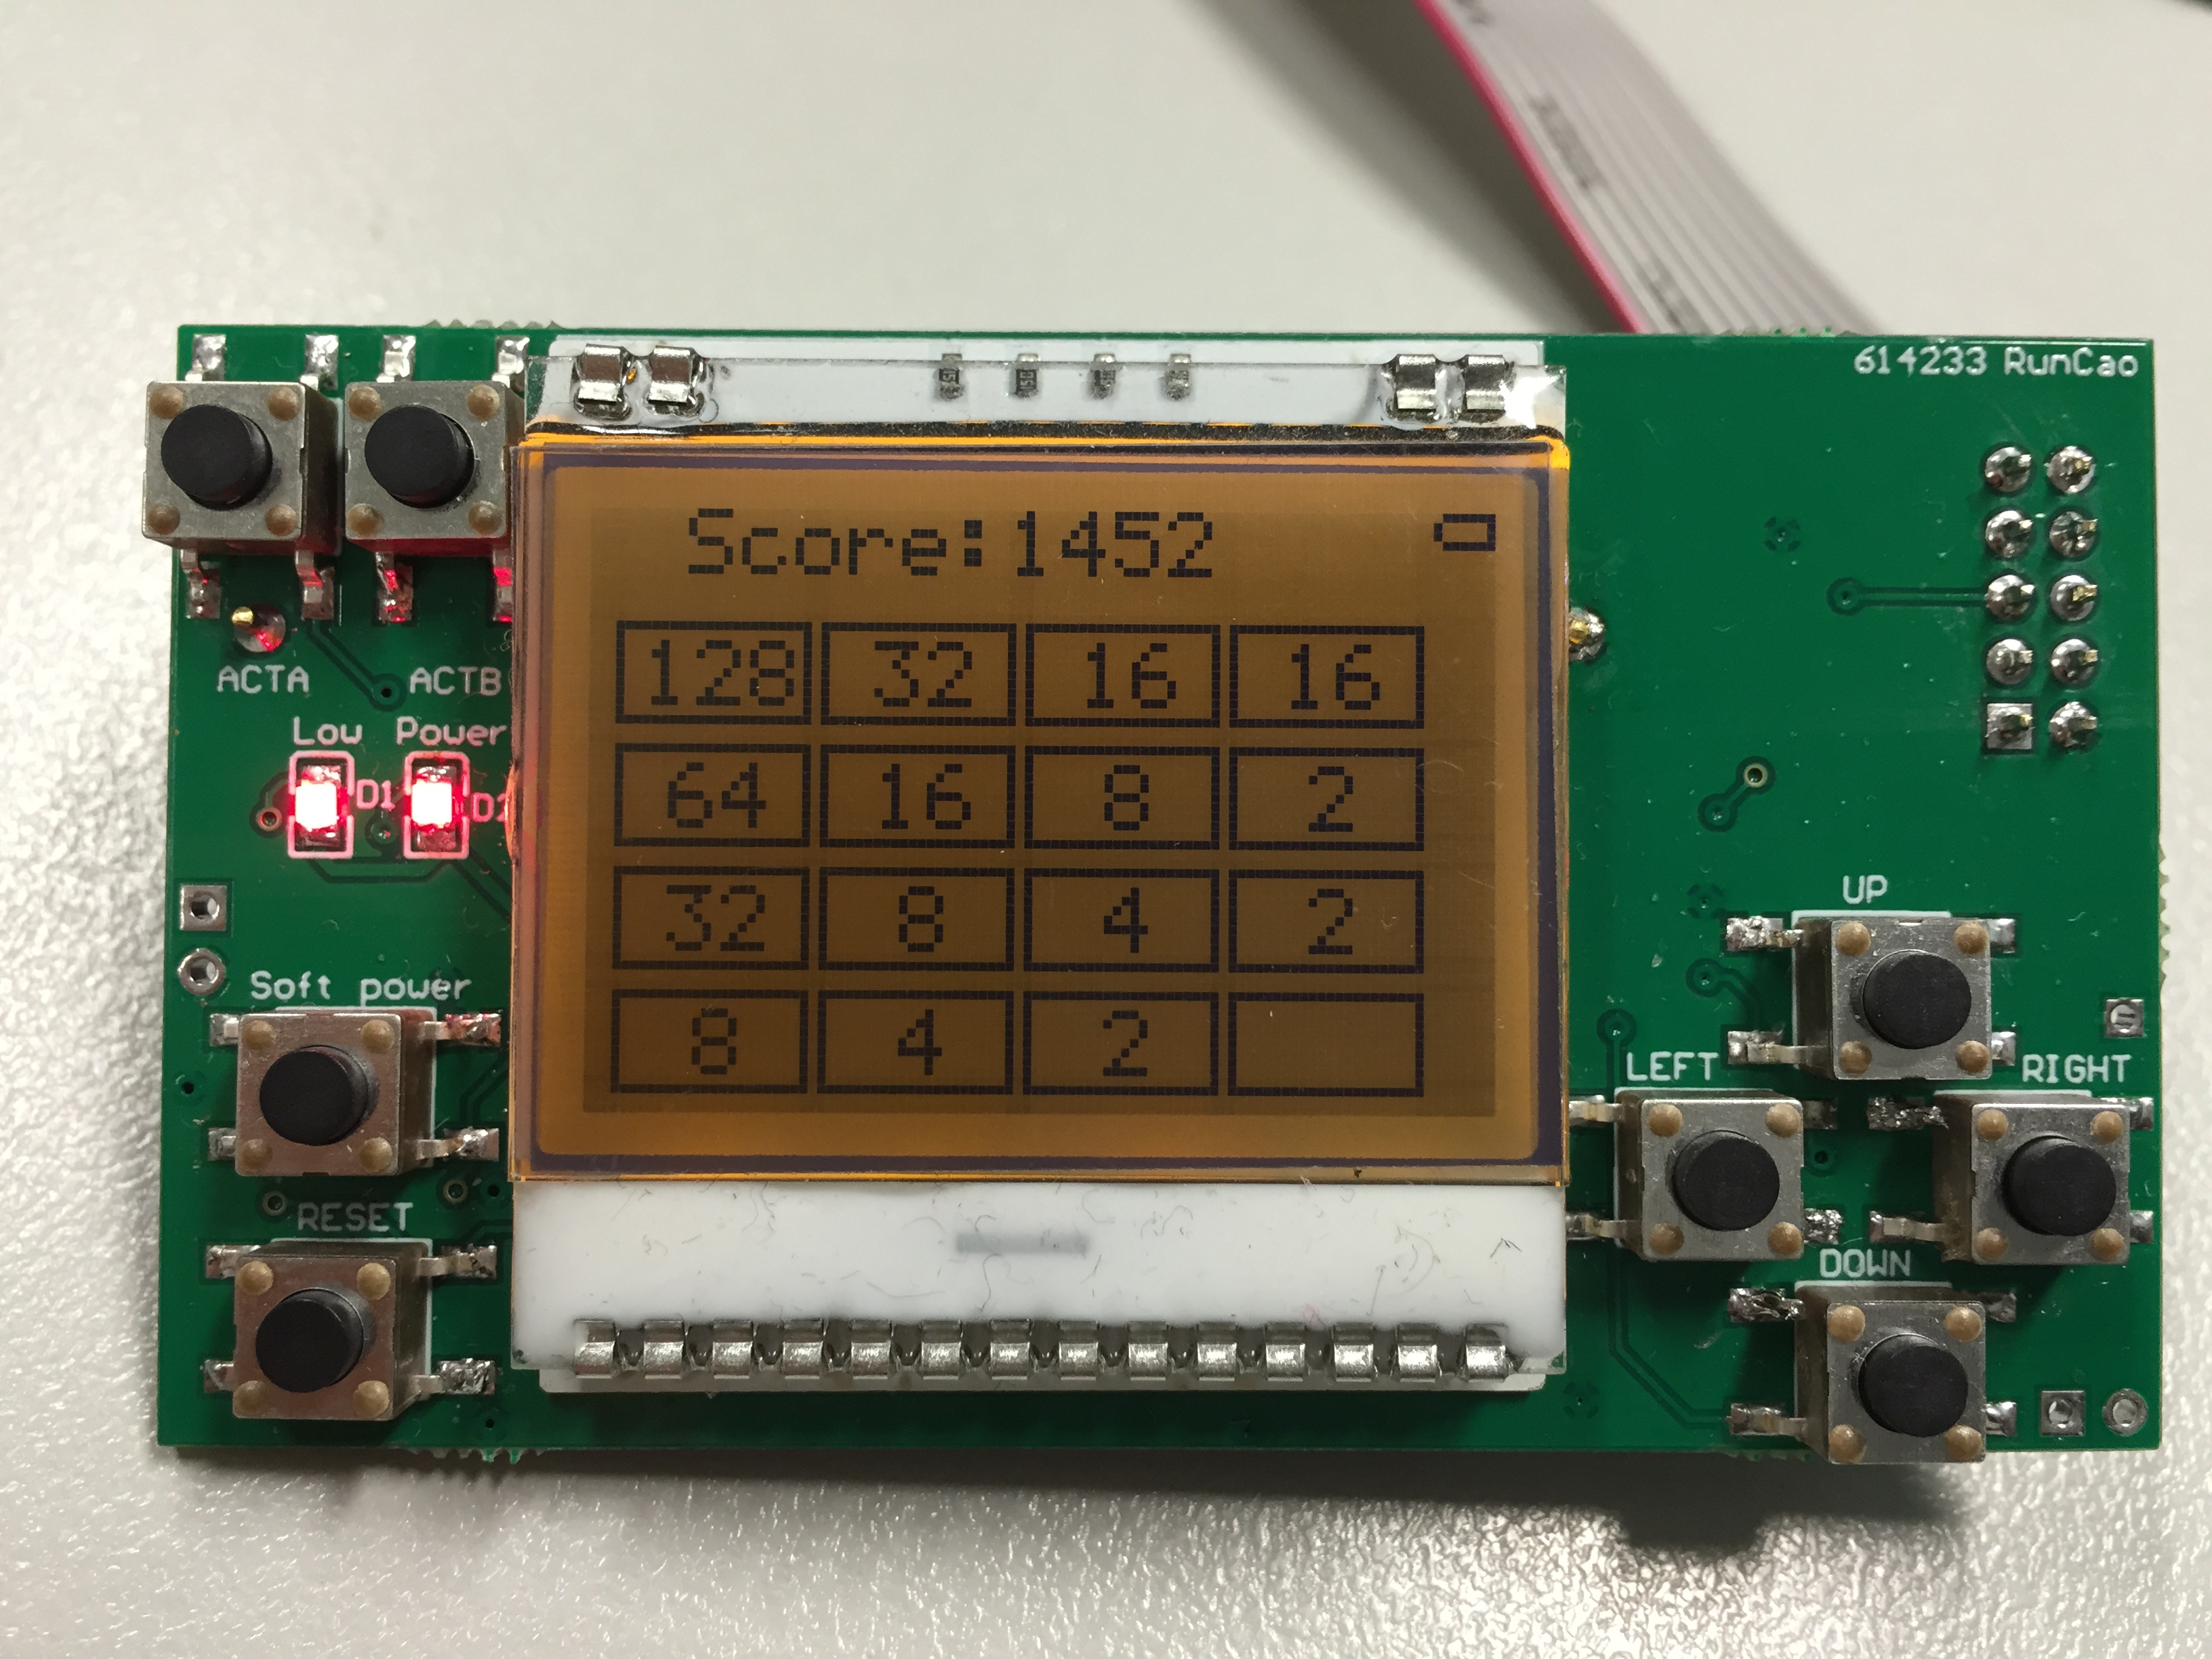 614233 RunCao
Score:1452
128 32 16 16
64 16 8 2
32 8 4 2
8 4 2
ACTA ACTB
Low Power
D1
Soft power
RESET
UP
LEFT RIGHT
DOWN